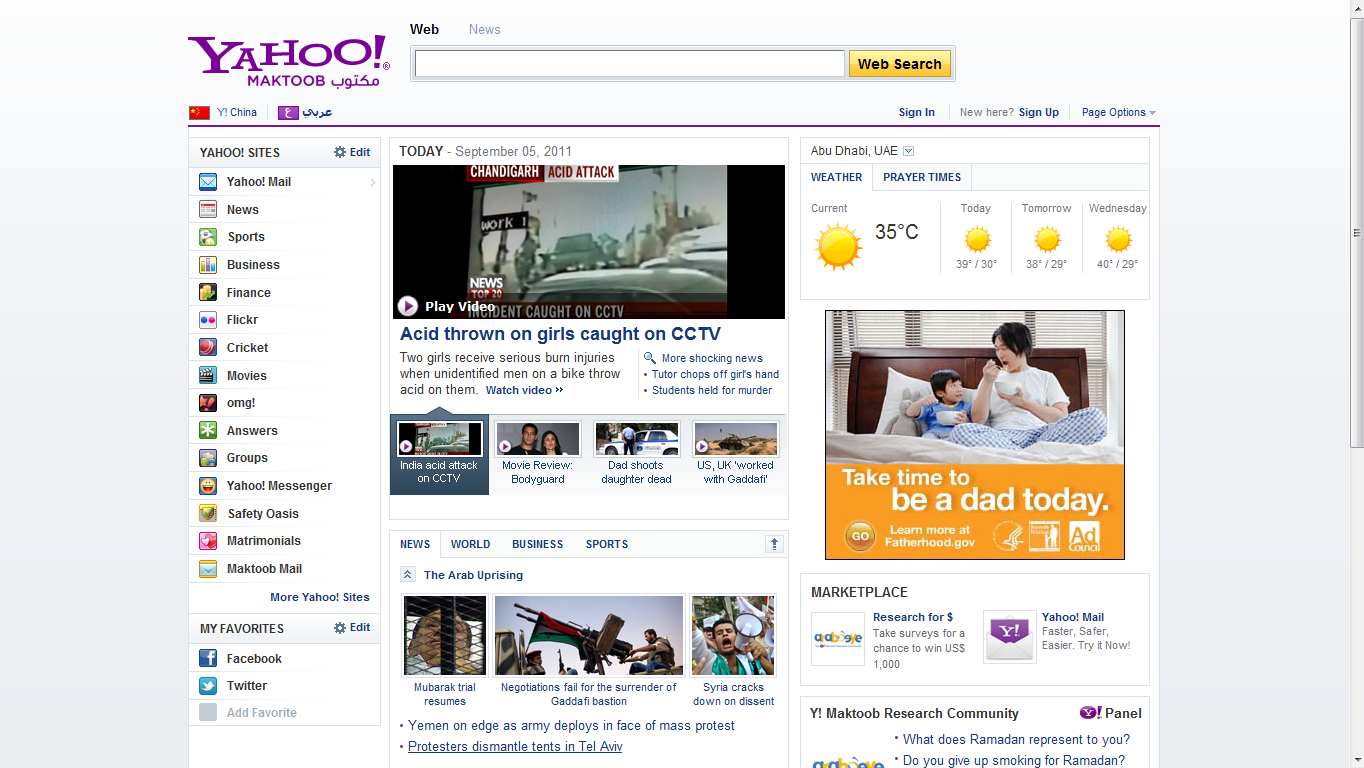 Web
News
YAHOO!®
MAKTOOB مكتوب
Web Search
Y! China
ع
عربي
Sign In
New here? Sign Up
Page Options
YAHOO! SITES
Edit
Yahoo! Mail
News
Sports
Business
Finance
Flickr
Cricket
Movies
omg!
Answers
Groups
Yahoo! Messenger
Safety Oasis
Matrimonials
Maktoob Mail
More Yahoo! Sites
MY FAVORITES
Edit
Facebook
Twitter
Add Favorite
TODAY - September 05, 2011
CHANDIGARH ACID ATTACK
work 1
NEWS
TOP 20
INCIDENT CAUGHT ON CCTV
Play Video
Acid thrown on girls caught on CCTV
Two girls receive serious burn injuries
when unidentified men on a bike throw
acid on them. Watch video ››
More shocking news
• Tutor chops off girl's hand
• Students held for murder
India acid attack
on CCTV
Movie Review:
Bodyguard
Dad shoots
daughter dead
US, UK 'worked
with Gaddafi'
NEWS
WORLD
BUSINESS
SPORTS
The Arab Uprising
Mubarak trial
resumes
Negotiations fail for the surrender of
Gaddafi bastion
Syria cracks
down on dissent
• Yemen on edge as army deploys in face of mass protest
• Protesters dismantle tents in Tel Aviv
Abu Dhabi, UAE
WEATHER
PRAYER TIMES
Current
35°C
Today
39° / 30°
Tomorrow
38° / 29°
Wednesday
40° / 29°
Take time to
be a dad today.
GO
Learn more at
Fatherhood.gov
Ad
COUNCIL
MARKETPLACE
araboeye
Research for $
Take surveys for a
chance to win US$
1,000
Y!
Yahoo! Mail
Faster, Safer,
Easier. Try it Now!
Y! Maktoob Research Community
Y! Panel
araboeye
• What does Ramadan represent to you?
• Do you give up smoking for Ramadan?